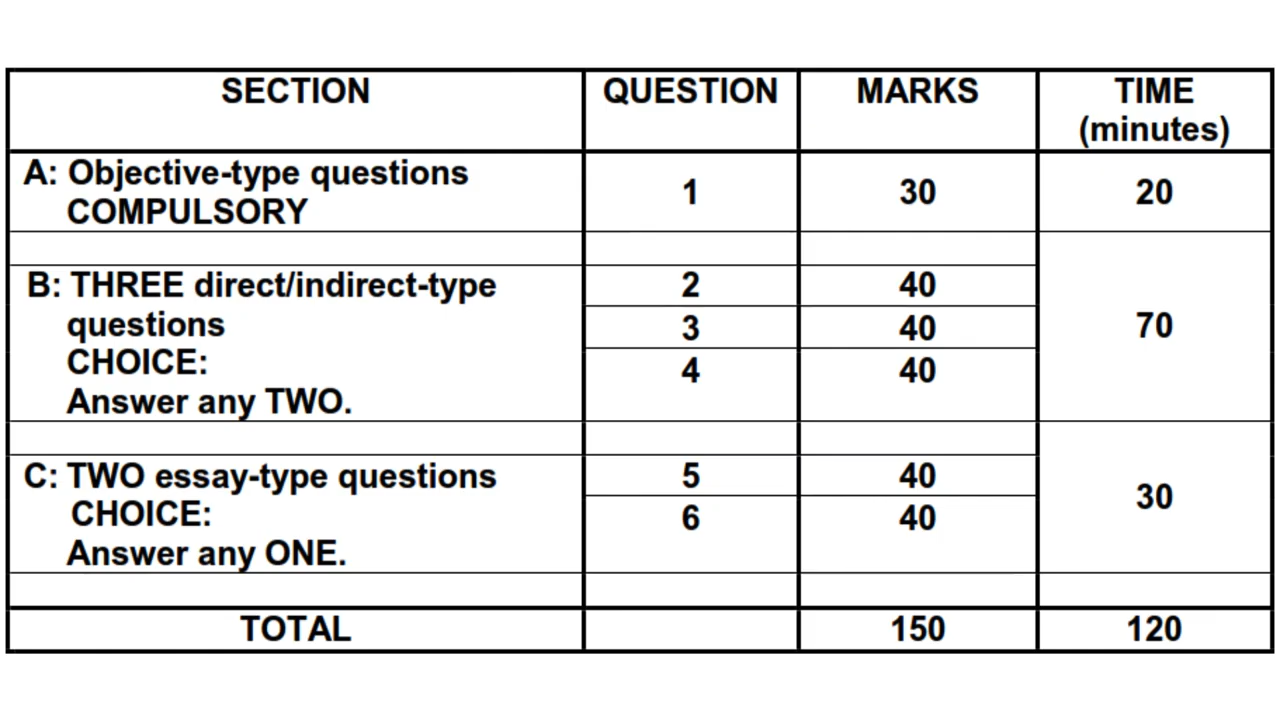 SECTION QUESTION MARKS TIME
(minutes)
A: Objective-type questions
COMPULSORY
1 30 20
B: THREE direct/indirect-type
questions
CHOICE:
Answer any TWO.
2 40
3 40
4 40
70
C: TWO essay-type questions
CHOICE:
Answer any ONE.
5 40
6 40
30
TOTAL 150 120